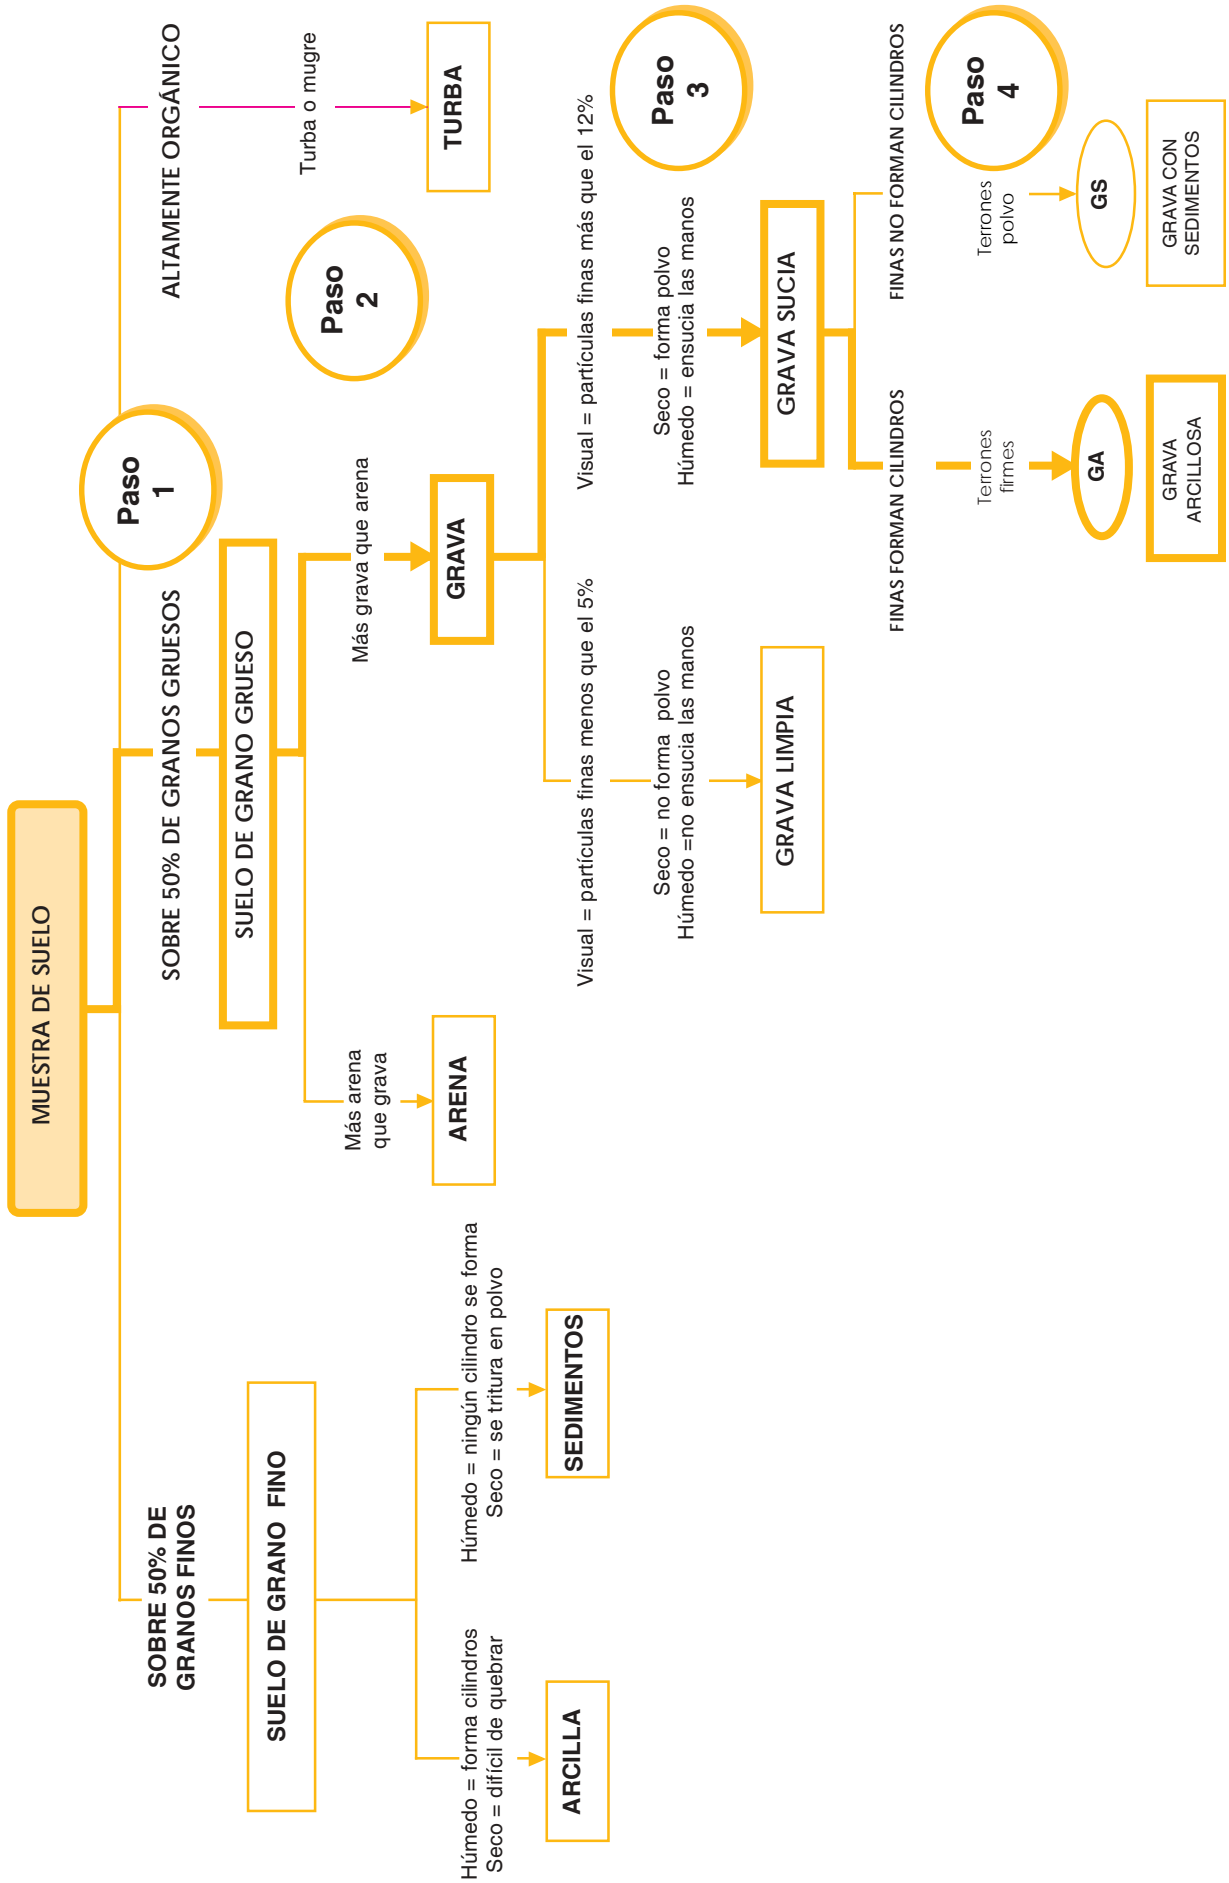 MUESTRA DE SUELO
Paso
1
SOBRE 50% DE
GRANOS FINOS
SOBRE 50% DE GRANOS GRUESOS
ALTAMENTE ORGÁNICO
SUELO DE GRANO FINO
SUELO DE GRANO GRUESO
Turba o mugre
Paso
2
Más arena
que grava
Más grava que arena
TURBA
ARENA
GRAVA
Húmedo = forma cilindros
Seco = difícil de quebrar
Húmedo = ningún cilindro se forma
Seco = se tritura en polvo
ARCILLA
SEDIMENTOS
Visual = partículas finas menos que el 5%
Visual = partículas finas más que el 12%
Paso
3
Seco = no forma polvo
Húmedo =no ensucia las manos
Seco = forma polvo
Húmedo = ensucia las manos
GRAVA LIMPIA
GRAVA SUCIA
FINAS FORMAN CILINDROS
FINAS NO FORMAN CILINDROS
Paso
4
Terrones
firmes
Terrones
polvo
GA
GS
GRAVA
ARCILLOSA
GRAVA CON
SEDIMENTOS